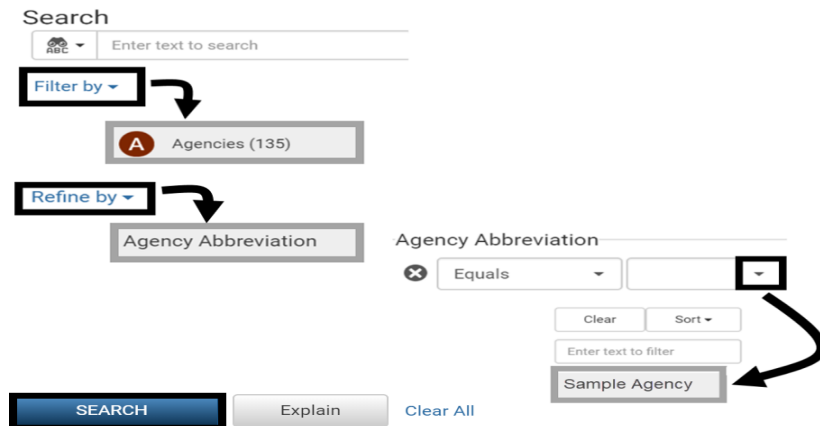 Search
ABC Enter text to search
Filter by
A Agencies (135)
Refine by
Agency Abbreviation
Agency Abbreviation
Equals
Clear Sort
Enter text to filter
Sample Agency
SEARCH Explain Clear All